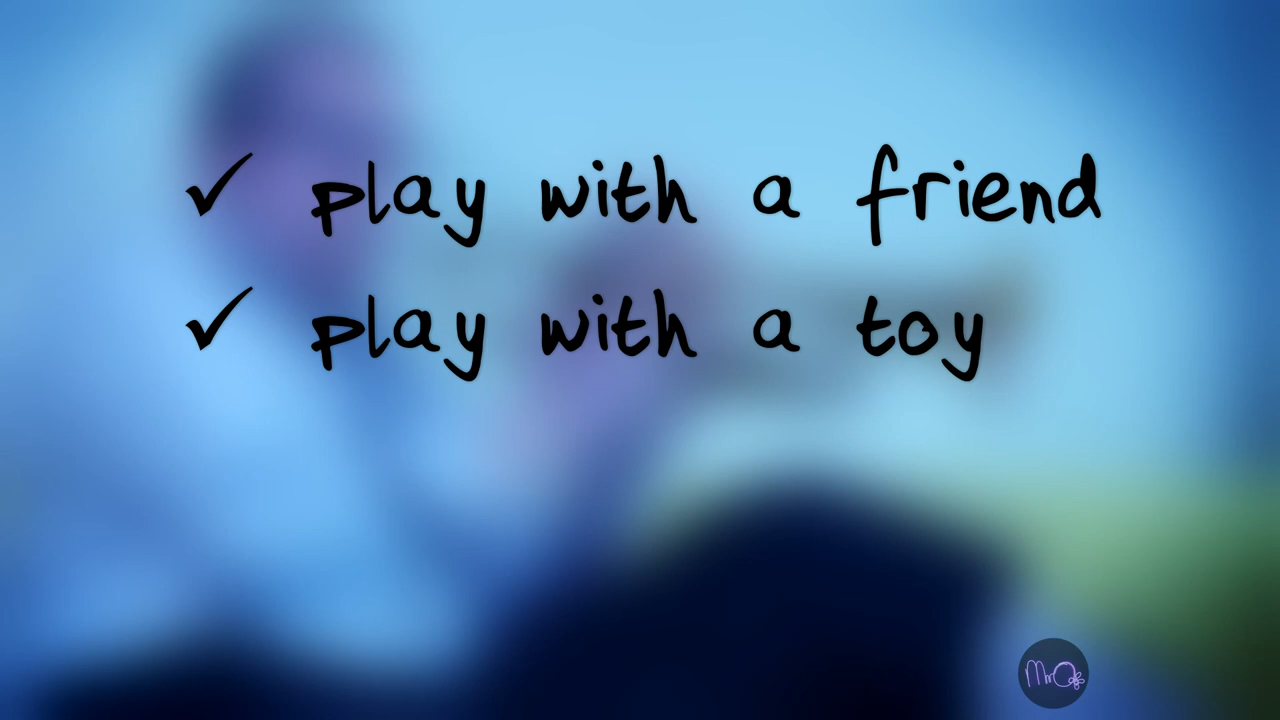 ✓ play with a friend
✓ play with a toy